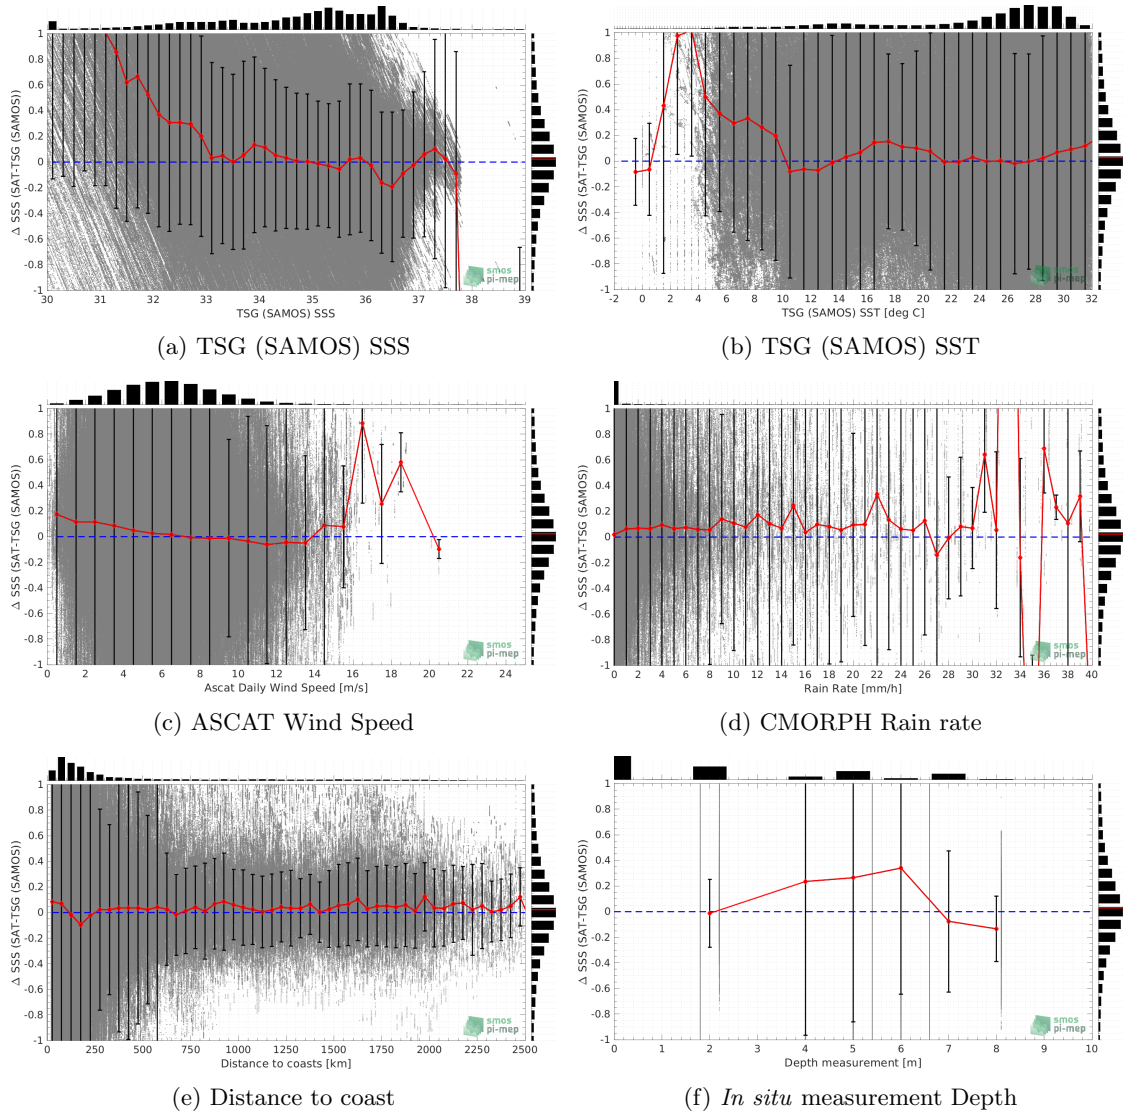 1
0.8
0.6
0.4
0.2
0
-0.2
-0.4
-0.6
-0.8
-1
Δ SSS (SAT-TSG (SAMOS))
30 31 32 33 34 35 36 37 38 39
TSG (SAMOS) SSS
smos
pi-mep
(a) TSG (SAMOS) SSS
1
0.8
0.6
0.4
0.2
0
-0.2
-0.4
-0.6
-0.8
-1
Δ SSS (SAT-TSG (SAMOS))
-2 0 2 4 6 8 10 12 14 16 18 20 22 24 26 28 30 32
TSG (SAMOS) SST [deg C]
smos
pi-mep
(b) TSG (SAMOS) SST
1
0.8
0.6
0.4
0.2
0
-0.2
-0.4
-0.6
-0.8
-1
Δ SSS (SAT-TSG (SAMOS))
0 2 4 6 8 10 12 14 16 18 20 22 24
Ascat Daily Wind Speed [m/s]
smos
pi-mep
(c) ASCAT Wind Speed
1
0.8
0.6
0.4
0.2
0
-0.2
-0.4
-0.6
-0.8
-1
Δ SSS (SAT-TSG (SAMOS))
0 2 4 6 8 10 12 14 16 18 20 22 24 26 28 30 32 34 36 38 40
Rain Rate [mm/h]
smos
pi-mep
(d) CMORPH Rain rate
1
0.8
0.6
0.4
0.2
0
-0.2
-0.4
-0.6
-0.8
-1
Δ SSS (SAT-TSG (SAMOS))
0 250 500 750 1000 1250 1500 1750 2000 2250 2500
Distance to coasts [km]
smos
pi-mep
(e) Distance to coast
1
0.8
0.6
0.4
0.2
0
-0.2
-0.4
-0.6
-0.8
-1
Δ SSS (SAT-TSG (SAMOS))
0 1 2 3 4 5 6 7 8 9 10
Depth measurement [m]
smos
pi-mep
(f) In situ measurement Depth